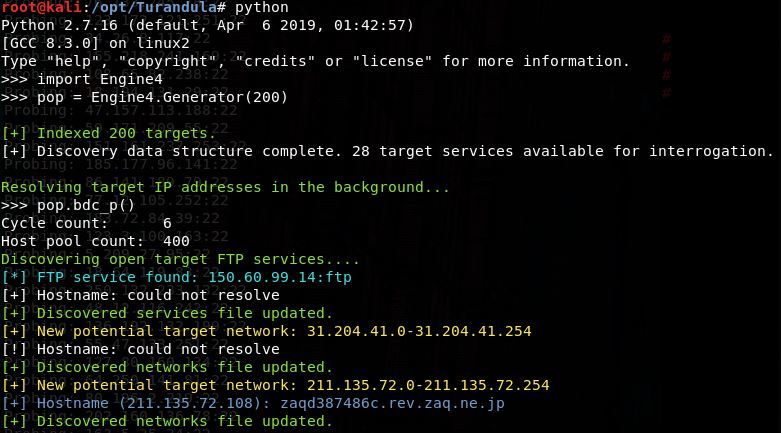 root@kali:/opt/Turandula# python
Python 2.7.16 (default, Apr  6 2019, 01:42:57)
[GCC 8.3.0] on linux2
Type "help", "copyright", "credits" or "license" for more information.
>>> import Engine4
>>> pop = Engine4.Generator(200)
[+] Indexed 200 targets.
[+] Discovery data structure complete. 28 target services available for interrogation.
Resolving target IP addresses in the background...
>>> pop.bdc_p()
Cycle count:      6
Host pool count:  400
Discovering open target FTP services....
[*] FTP service found: 150.60.99.14:ftp
[+] Hostname: could not resolve
[+] Discovered services file updated.
[+] New potential target network: 31.204.41.0-31.204.41.254
[!] Hostname: could not resolve
[+] Discovered networks file updated.
[+] New potential target network: 211.135.72.0-211.135.72.254
[+] Hostname (211.135.72.108): zaqd387486c.rev.zaq.ne.jp
[+] Discovered networks file updated.